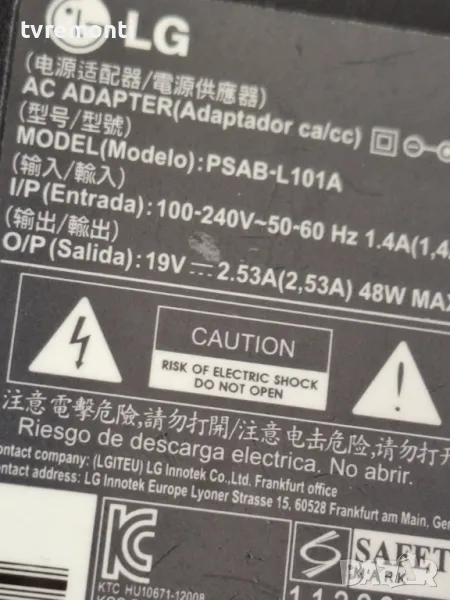 tvremont
LG
(电源适配器/電源供應器)
AC ADAPTER(Adaptador ca/cc)
(型号/型號)
MODEL(Modelo):PSAB-L101A
(输入/輸入)
I/P(Entrada):100-240V~50-60 Hz 1.4A(1,4
(输出/輸出)
O/P(Salida):19V⎓2.53A(2,53A) 48W MAX
CAUTION
RISK OF ELECTRIC SHOCK
DO NOT OPEN
注意電擊危險,請勿打開/注意电击危险,请勿打开
Riesgo de descarga electrica. No abrir.
ontact company: (LGITEU) LG Innotek Co.,Ltd. Frankfurt office
ontact address: LG Innotek Europe Lyoner Strasse 15, 60528 Frankfurt am Main, Ger
KC
SAFET
MARK
KTC HU10671-12008
bazar